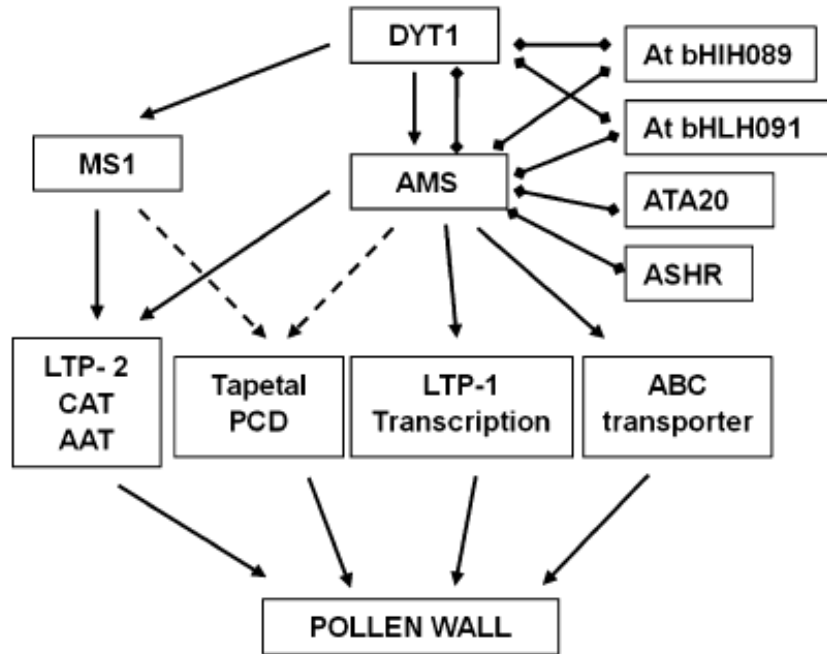 DYT1
At bHIH089
At bHLH091
MS1
AMS
ATA20
ASHR
LTP- 2
CAT
AAT
Tapetal
PCD
LTP-1
Transcription
ABC
transporter
POLLEN WALL